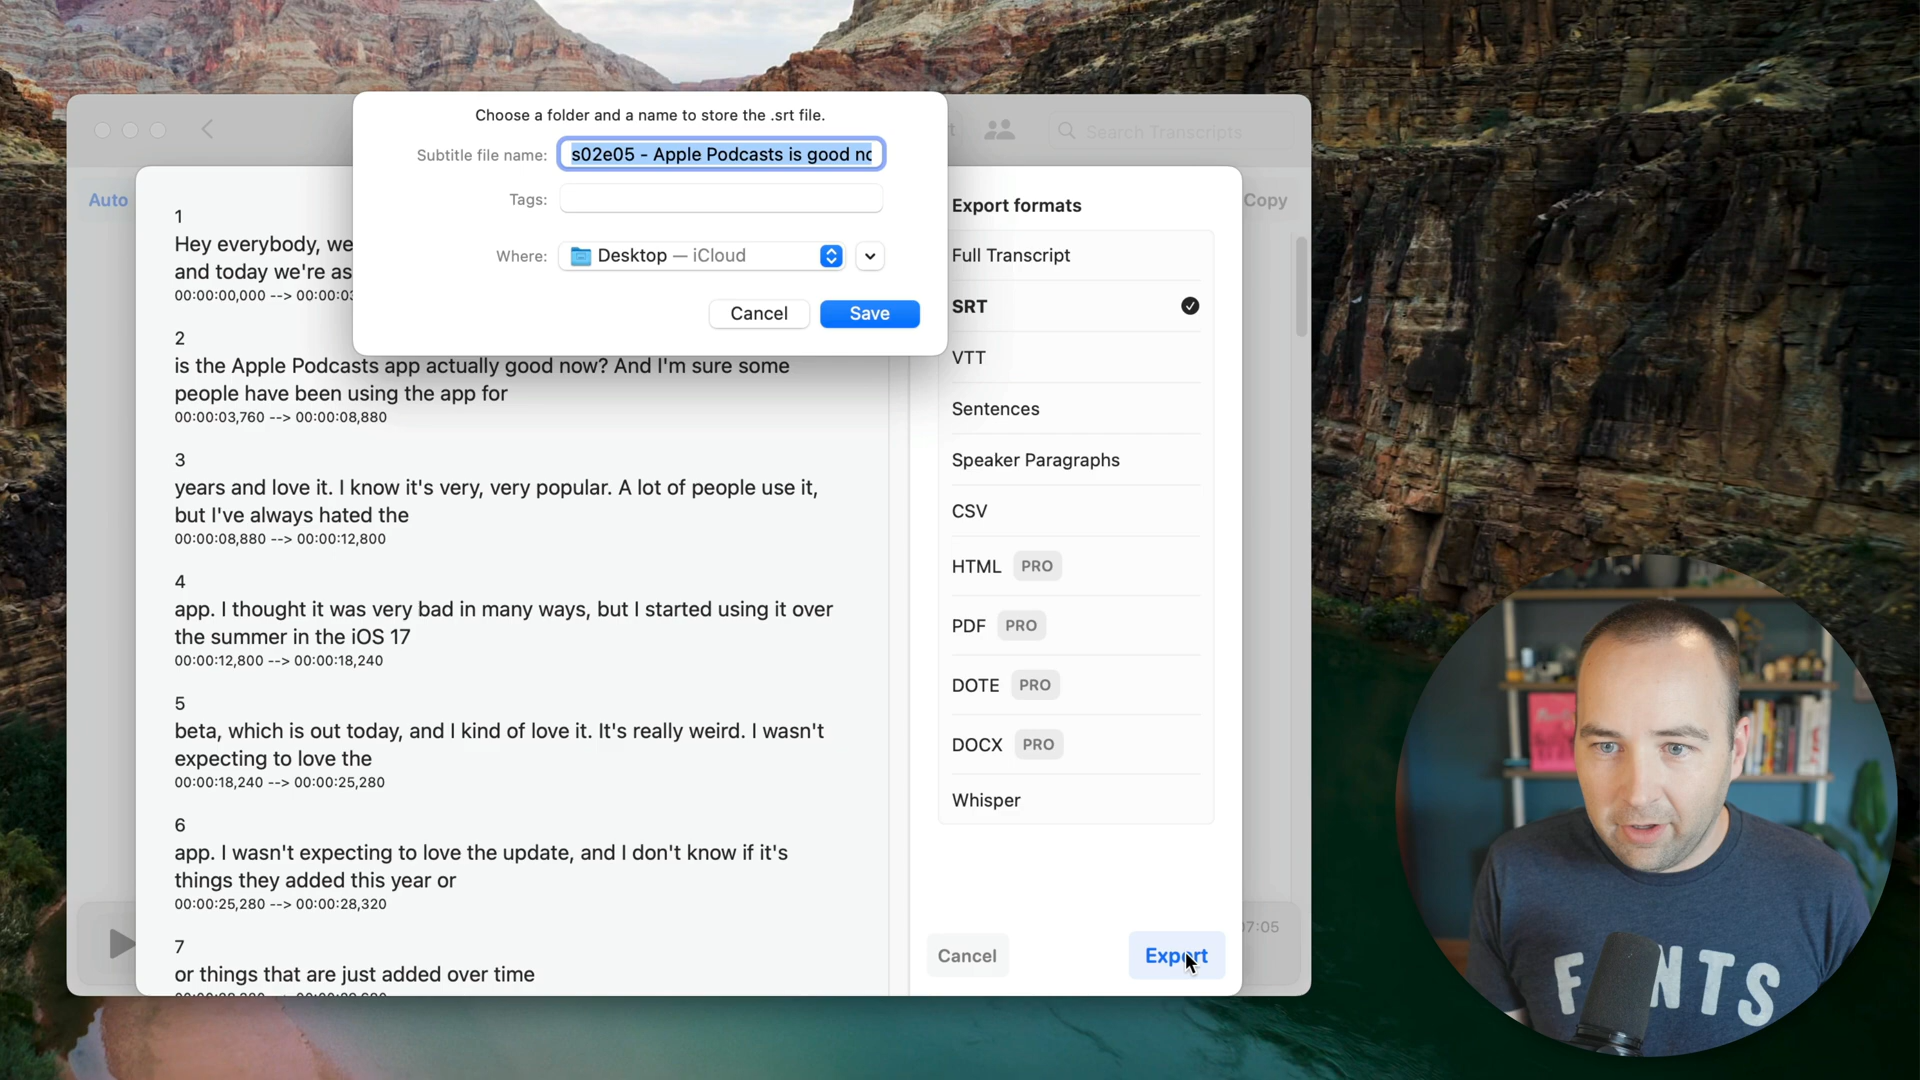 Choose a folder and a name to store the .srt file.
Subtitle file name: s02e05 - Apple Podcasts is good
Tags:
Where: Desktop — iCloud
Cancel
Save
Search Transcripts
Auto
Copy
1
Hey everybody, we
and today we're as
00:00:00,000 -->
2
is the Apple Podcasts app actually good now? And I'm sure some
people have been using the app for
00:00:03,760 --> 00:00:08,880
3
years and love it. I know it's very, very popular. A lot of people use it,
but I've always hated the
00:00:08,880 --> 00:00:12,800
4
app. I thought it was very bad in many ways, but I started using it over
the summer in the iOS 17
00:00:12,800 --> 00:00:18,240
5
beta, which is out today, and I kind of love it. It's really weird. I wasn't
expecting to love the
00:00:18,240 --> 00:00:25,280
6
app. I wasn't expecting to love the update, and I don't know if it's
things they added this year or
00:00:25,280 --> 00:00:28,320
7
or things that are just added over time
Export formats
Full Transcript
SRT
VTT
Sentences
Speaker Paragraphs
CSV
HTML PRO
PDF PRO
DOTE PRO
DOCX PRO
Whisper
Cancel
Export
7:05
FONTS